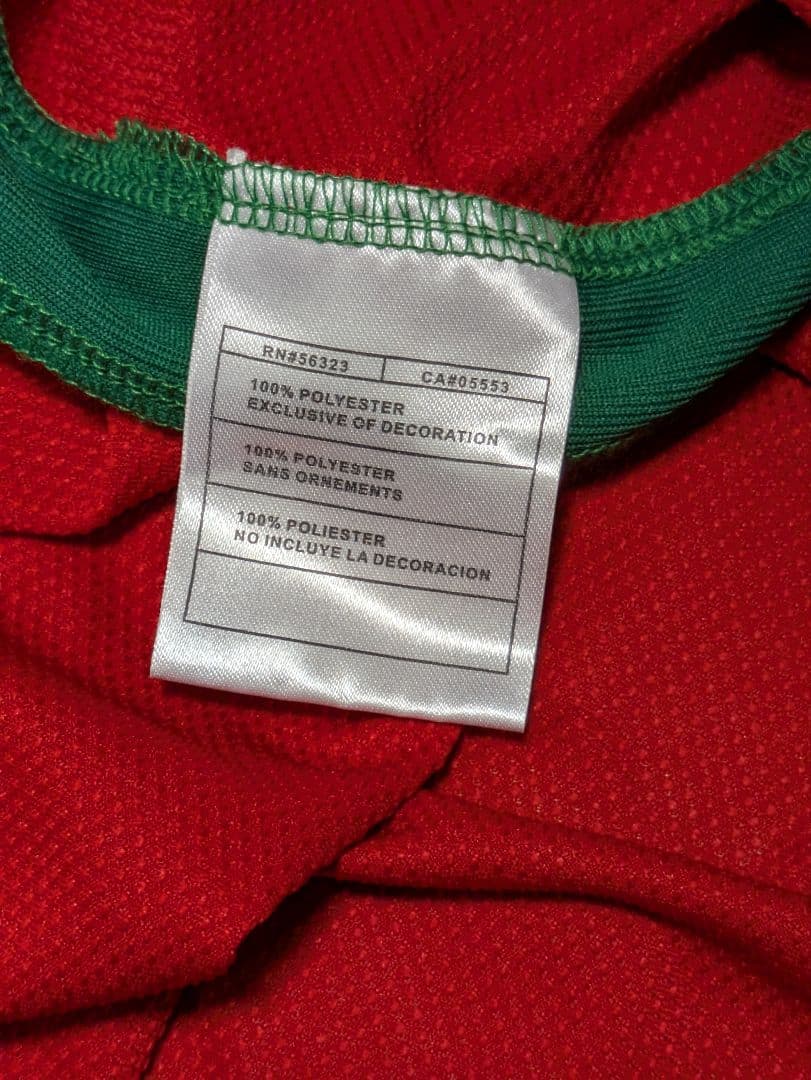 RN#56323 CA#05553
100% POLYESTER
EXCLUSIVE OF DECORATION
100% POLYESTER
SANS ORNEMENTS
100% POLIESTER
NO INCLUYE LA DECORACION